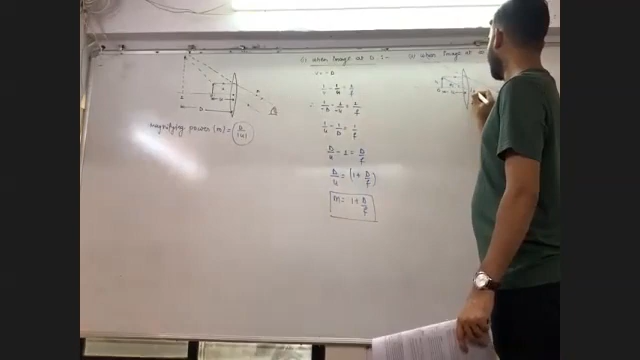 magnifying power (m) = D/|u|
(i) when Image at D :-
v = -D
1/v - 1/u = 1/f
∴ 1/-D - 1/-u = 1/f
1/u - 1/D = 1/f
D/u - 1 = D/f
D/u = (1 + D/f)
m = 1 + D/f
(ii) when Image at